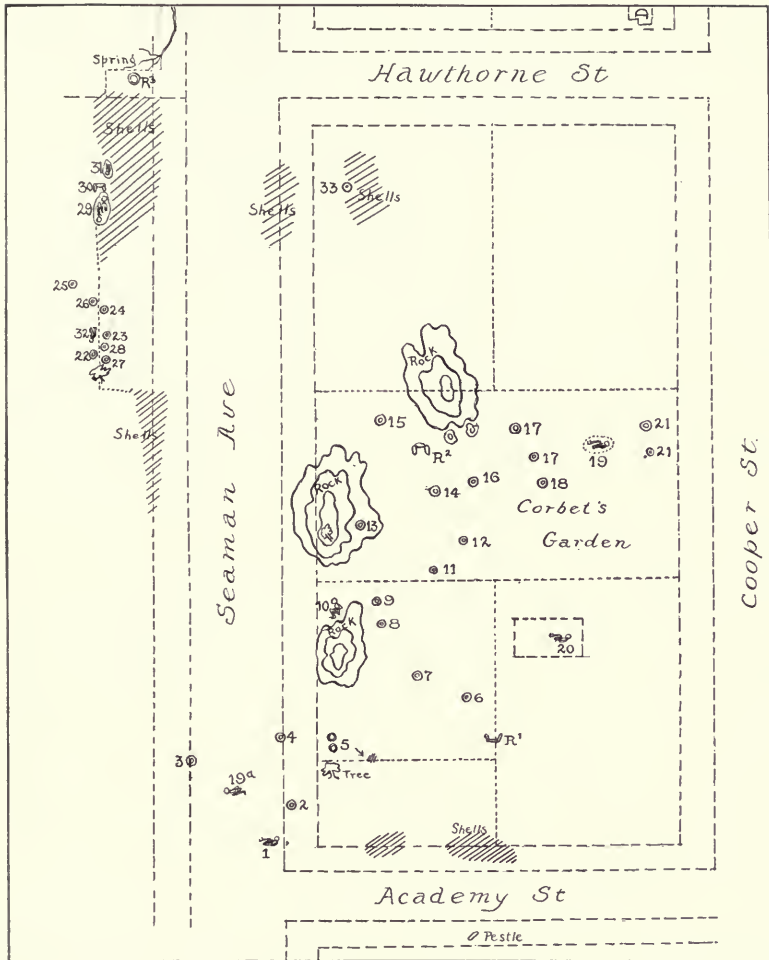 Spring
R³
Hawthorne St
Shells
31
30
29
33
Shells
Shells
25
26
24
32
23
28
22
27
Shells
Rock
15
17
21
R²
17
19
21
16
18
14
Rock
13
Corbet's
12
Garden
11
Seaman Ave
Cooper St.
10
9
Rock
8
20
7
6
4
5
R¹
3
Tree
19ª
2
1
Shells
Academy St
Pestle